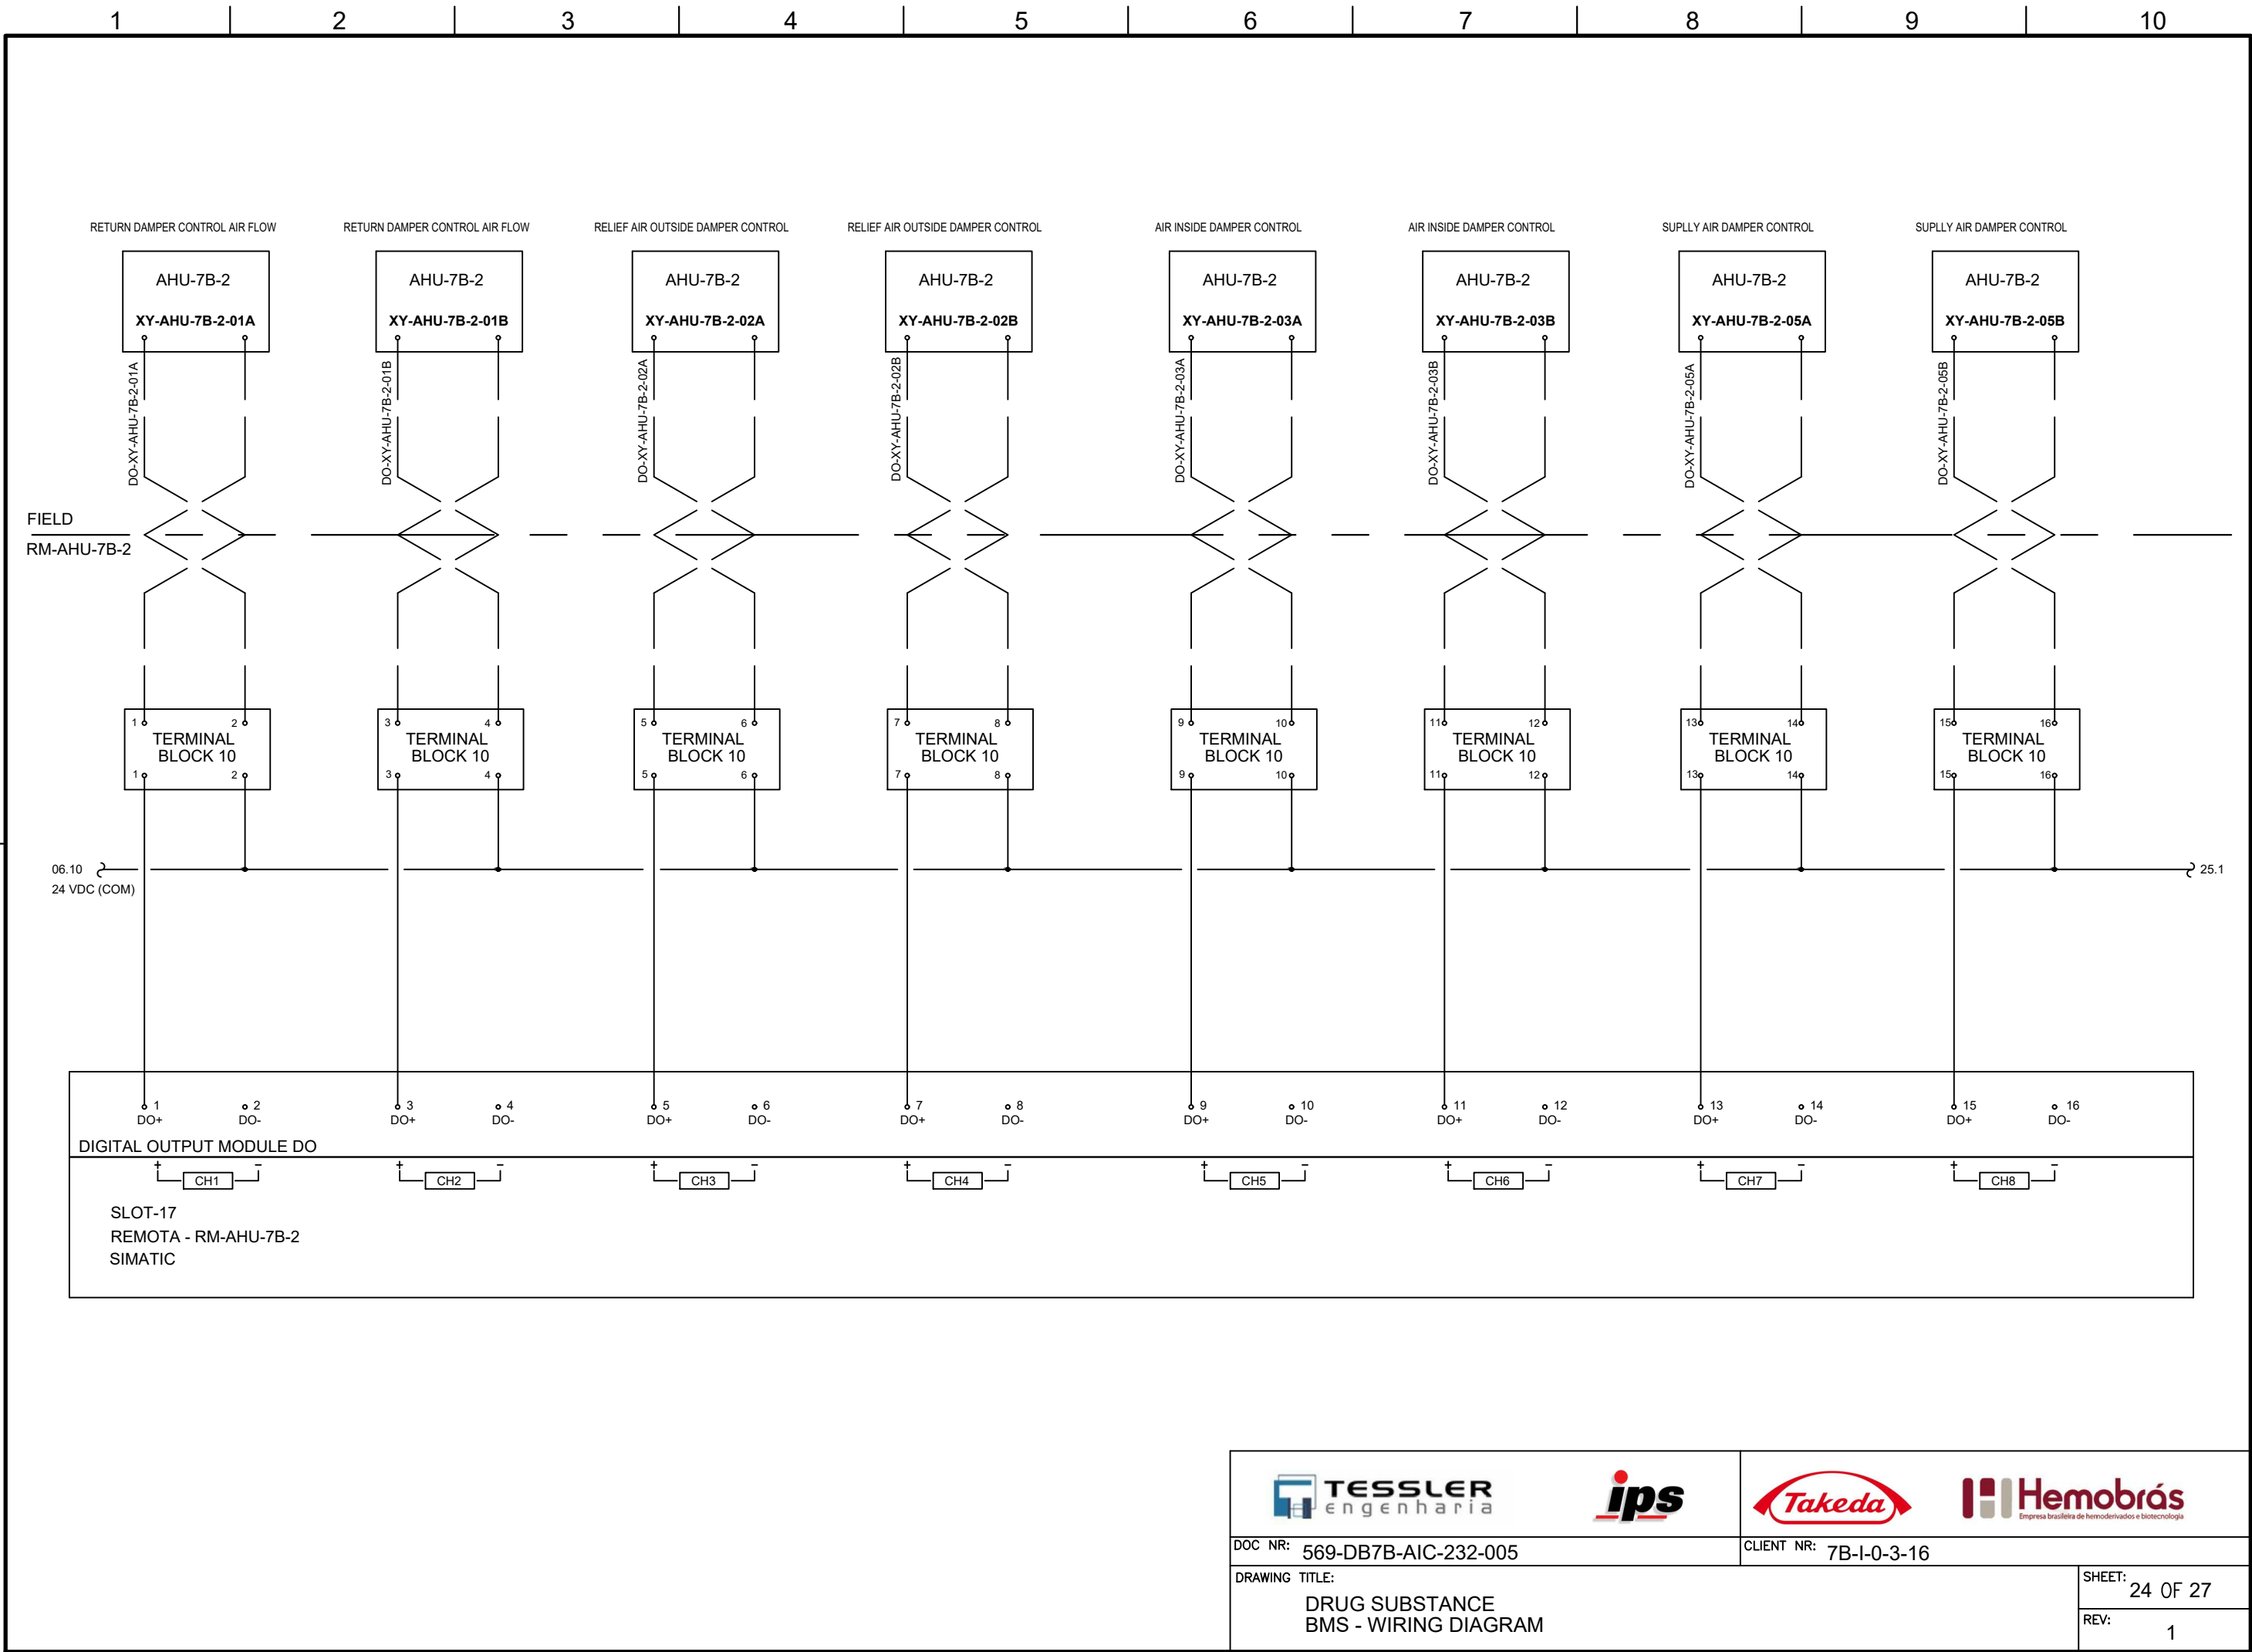 1 2 3 4 5 6 7 8 9 10
RETURN DAMPER CONTROL AIR FLOW
RETURN DAMPER CONTROL AIR FLOW
RELIEF AIR OUTSIDE DAMPER CONTROL
RELIEF AIR OUTSIDE DAMPER CONTROL
AIR INSIDE DAMPER CONTROL
AIR INSIDE DAMPER CONTROL
SUPLLY AIR DAMPER CONTROL
SUPLLY AIR DAMPER CONTROL
AHU-7B-2
XY-AHU-7B-2-01A
AHU-7B-2
XY-AHU-7B-2-01B
AHU-7B-2
XY-AHU-7B-2-02A
AHU-7B-2
XY-AHU-7B-2-02B
AHU-7B-2
XY-AHU-7B-2-03A
AHU-7B-2
XY-AHU-7B-2-03B
AHU-7B-2
XY-AHU-7B-2-05A
AHU-7B-2
XY-AHU-7B-2-05B
DO-XY-AHU-7B-2-01A
DO-XY-AHU-7B-2-01B
DO-XY-AHU-7B-2-02A
DO-XY-AHU-7B-2-02B
DO-XY-AHU-7B-2-03A
DO-XY-AHU-7B-2-03B
DO-XY-AHU-7B-2-05A
DO-XY-AHU-7B-2-05B
FIELD
RM-AHU-7B-2
1 2
TERMINAL
BLOCK 10
1 2
3 4
TERMINAL
BLOCK 10
3 4
5 6
TERMINAL
BLOCK 10
5 6
7 8
TERMINAL
BLOCK 10
7 8
9 10
TERMINAL
BLOCK 10
9 10
11 12
TERMINAL
BLOCK 10
11 12
13 14
TERMINAL
BLOCK 10
13 14
15 16
TERMINAL
BLOCK 10
15 16
06.10
24 VDC (COM)
25.1
1 2 3 4 5 6 7 8 9 10 11 12 13 14 15 16
DO+ DO- DO+ DO- DO+ DO- DO+ DO- DO+ DO- DO+ DO- DO+ DO- DO+ DO-
DIGITAL OUTPUT MODULE DO
+ - + - + - + - + - + - + - + -
CH1 CH2 CH3 CH4 CH5 CH6 CH7 CH8
SLOT-17
REMOTA - RM-AHU-7B-2
SIMATIC
TESSLER
engenharia
ips
Takeda
Hemobrás
Empresa brasileira de hemoderivados e biotecnologia
DOC NR: 569-DB7B-AIC-232-005
CLIENT NR: 7B-I-0-3-16
DRAWING TITLE:
DRUG SUBSTANCE
BMS - WIRING DIAGRAM
SHEET:
24 OF 27
REV:
1